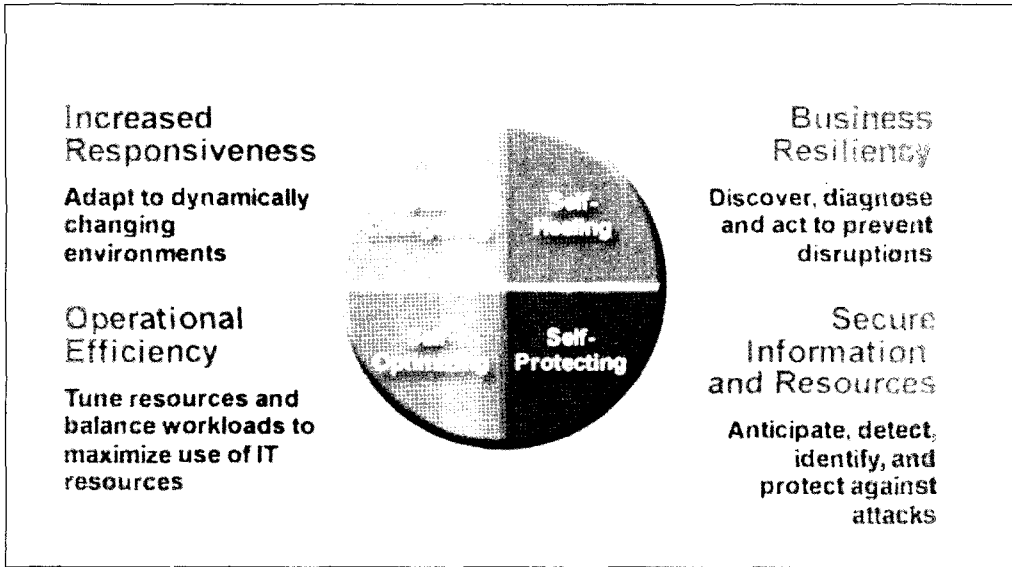 Increased
Responsiveness
Adapt to dynamically
changing
environments
Operational
Efficiency
Tune resources and
balance workloads to
maximize use of IT
resources
Self-
Healing
Optimizing
Self-
Protecting
Business
Resiliency
Discover, diagnose
and act to prevent
disruptions
Secure
Information
and Resources
Anticipate, detect,
identify, and
protect against
attacks